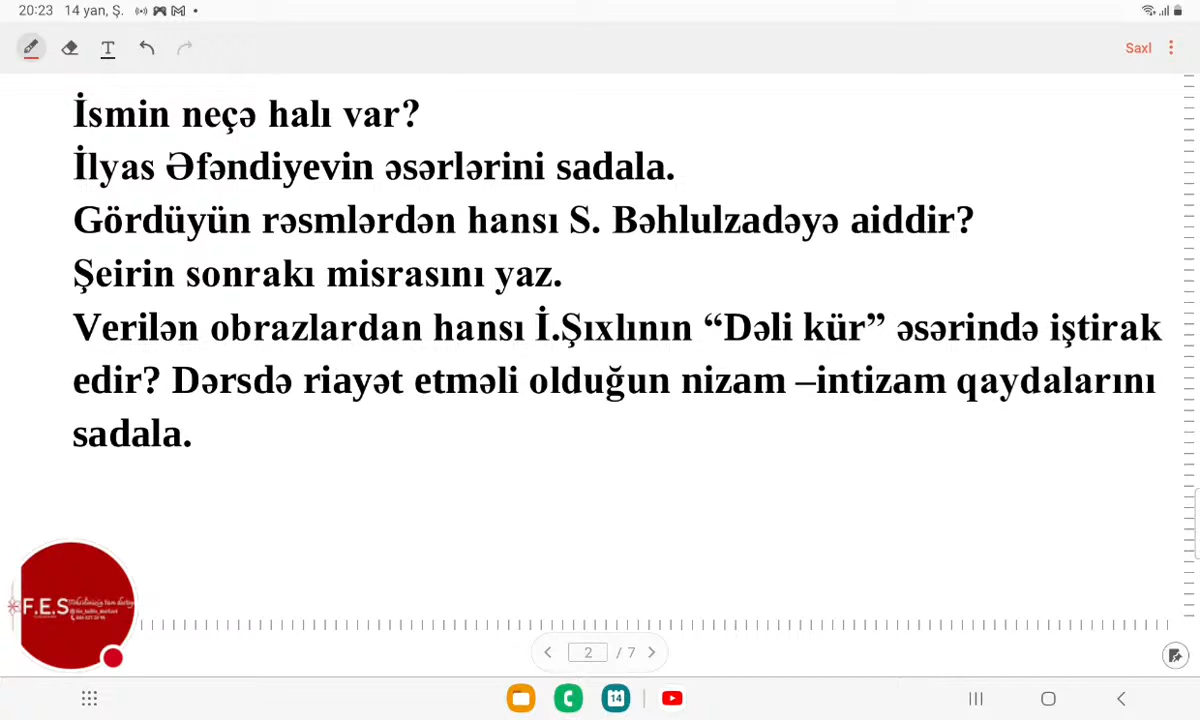 20:23 14 yan, Ş.
Saxl
İsmin neçə halı var?
İlyas Əfəndiyevin əsərlərini sadala.
Gördüyün rəsmlərdən hansı S. Bəhlulzadəyə aiddir?
Şeirin sonrakı misrasını yaz.
Verilən obrazlardan hansı İ.Şıxlının “Dəli kür” əsərində iştirak
edir? Dərsdə riayət etməli olduğun nizam –intizam qaydalarını
sadala.
F.E.S
2 / 7
14